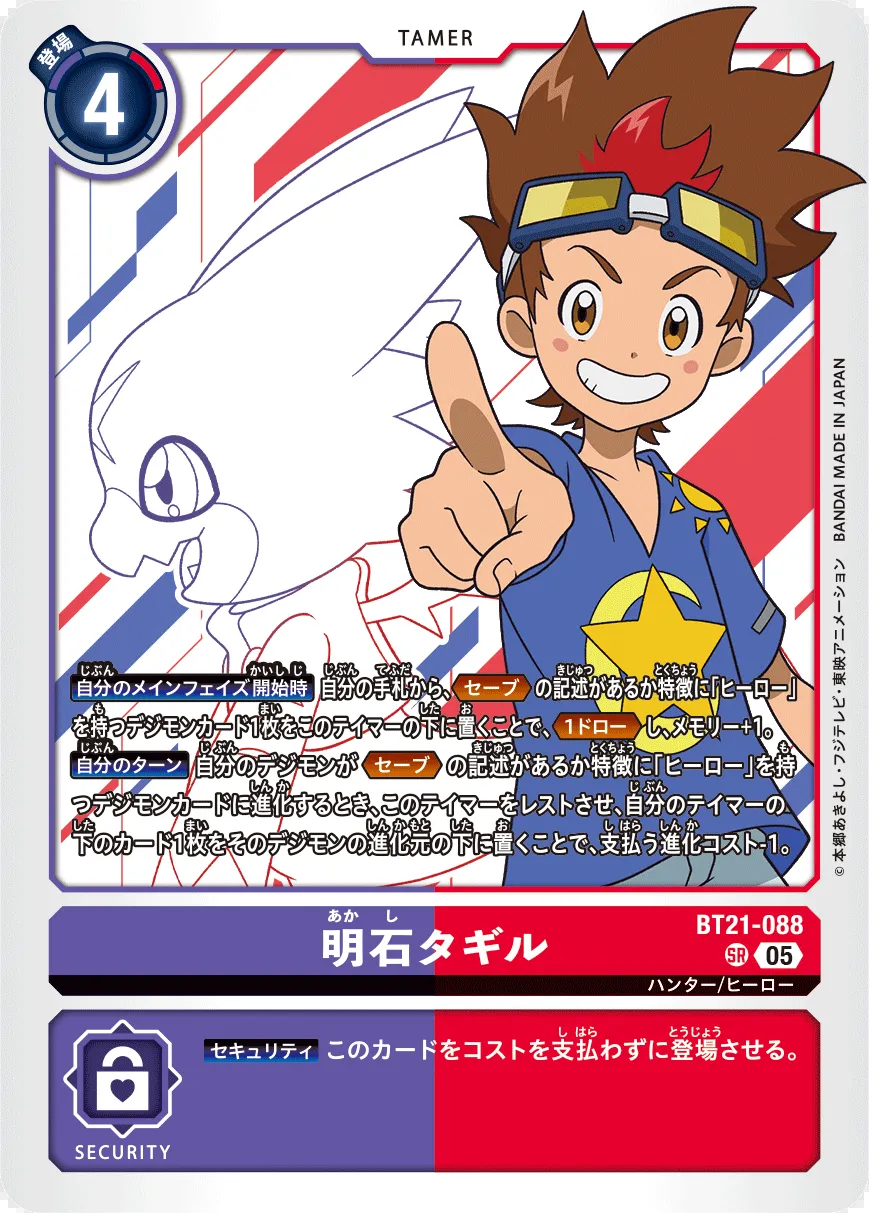 TAMER
登場
4
自分のメインフェイズ開始時 自分の手札から、セーブ の記述があるか特徴に「ヒーロー」
を持つデジモンカード1枚をこのテイマーの下に置くことで、1ドロー し、メモリー+1。
自分のターン 自分のデジモンが セーブ の記述があるか特徴に「ヒーロー」を持
つデジモンカードに進化するとき、このテイマーをレストさせ、自分のテイマーの
下のカード1枚をそのデジモンの進化元の下に置くことで、支払う進化コスト-1。
© 本郷あきよし・フジテレビ・東映アニメーション BANDAI MADE IN JAPAN
あかし
明石タギル
BT21-088
SR 05
ハンター/ヒーロー
セキュリティ このカードをコストを支払わずに登場させる。
SECURITY